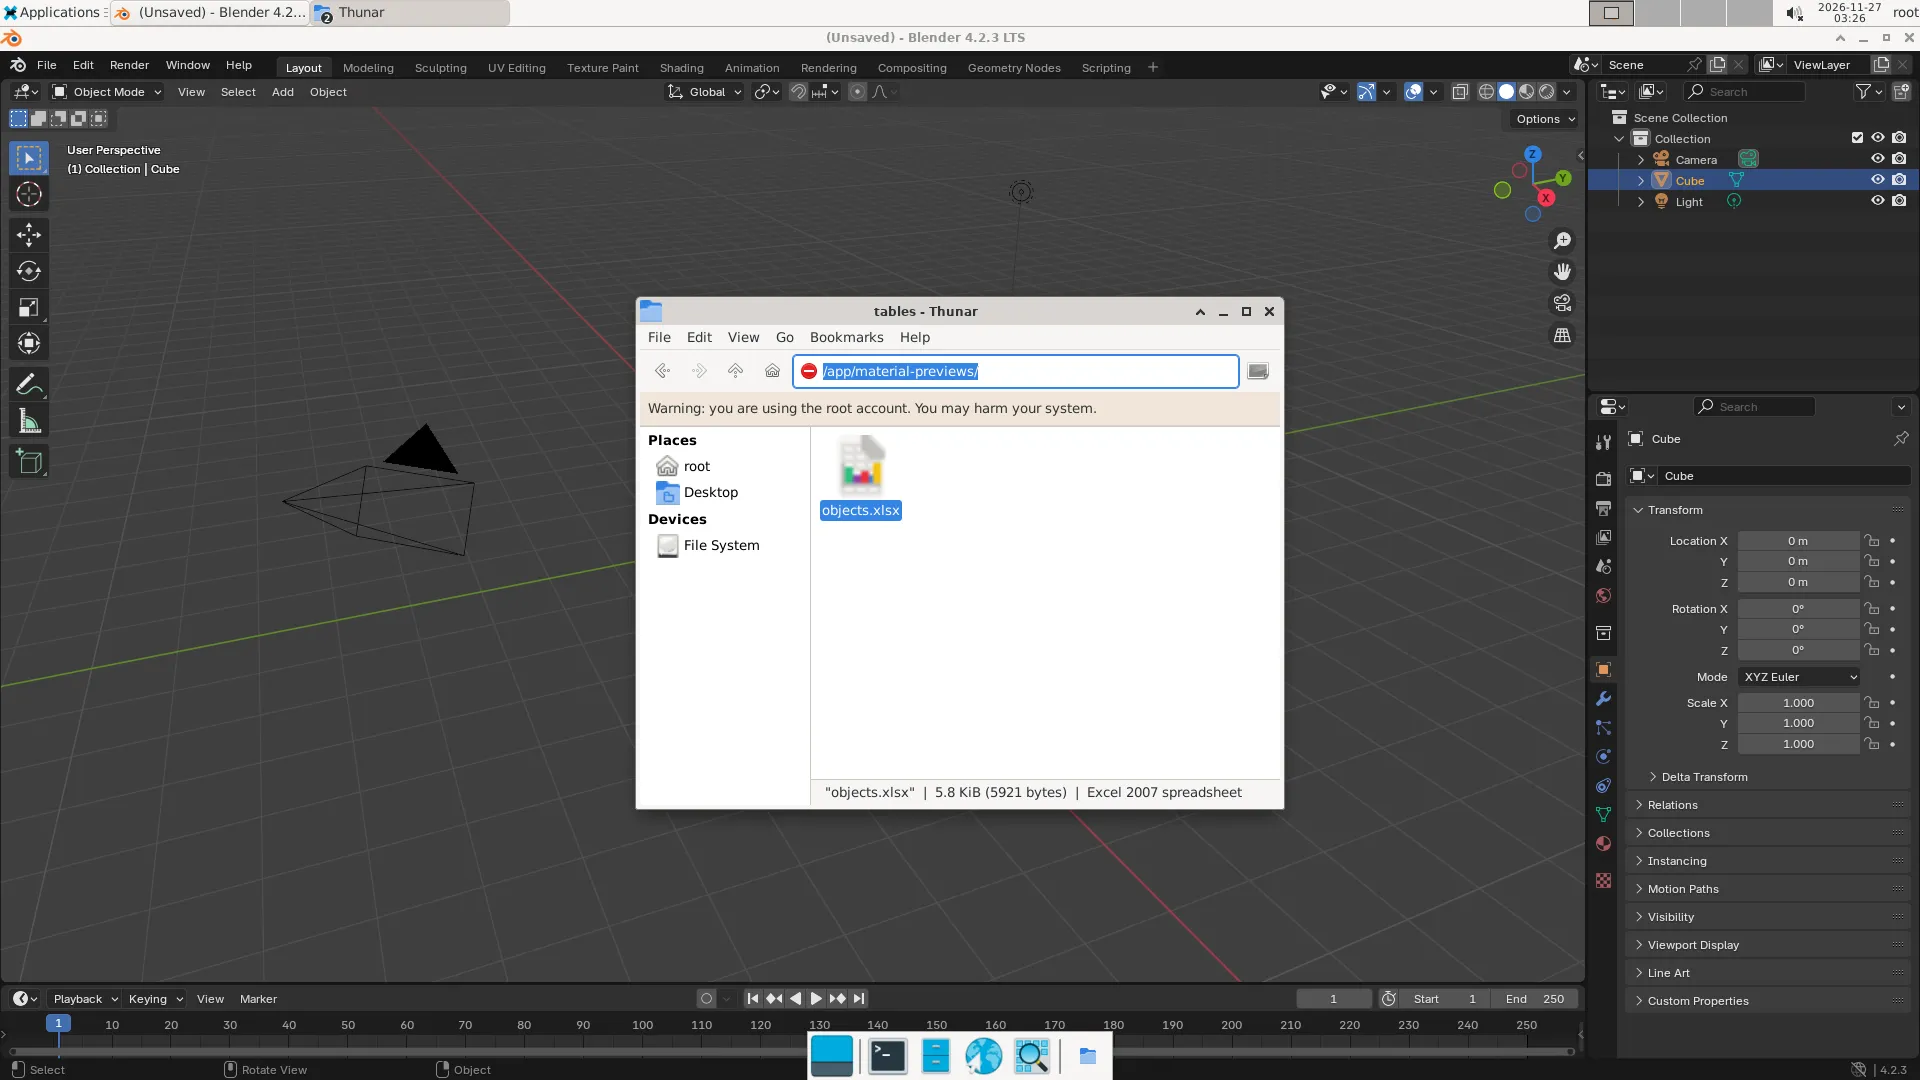 Applications
(Unsaved) - Blender 4.2...
2
Thunar
2026-11-27
03:26
root
(Unsaved) - Blender 4.2.3 LTS
File Edit Render Window Help
Layout Modeling Sculpting UV Editing Texture Paint Shading Animation Rendering Compositing Geometry Nodes Scripting +
Scene
ViewLayer
Object Mode View Select Add Object
Global
Search
Options
User Perspective
(1) Collection | Cube
Z
Y
X
Scene Collection
Collection
Camera
Cube
Light
tables - Thunar
File Edit View Go Bookmarks Help
/app/material-previews/
Warning: you are using the root account. You may harm your system.
Places
root
Desktop
Devices
File System
objects.xlsx
"objects.xlsx" | 5.8 KiB (5921 bytes) | Excel 2007 spreadsheet
Search
Cube
Cube
Transform
Location X 0 m
Y 0 m
Z 0 m
Rotation X 0°
Y 0°
Z 0°
Mode XYZ Euler
Scale X 1.000
Y 1.000
Z 1.000
Delta Transform
Relations
Collections
Instancing
Motion Paths
Visibility
Viewport Display
Line Art
Custom Properties
Playback Keying View Marker
1
Start 1
End 250
1 10 20 30 40 50 60 70 80 90 100 110 120 130 140 150 160 170 180 190 200 210 220 230 240 250
Select
Rotate View
Object
4.2.3